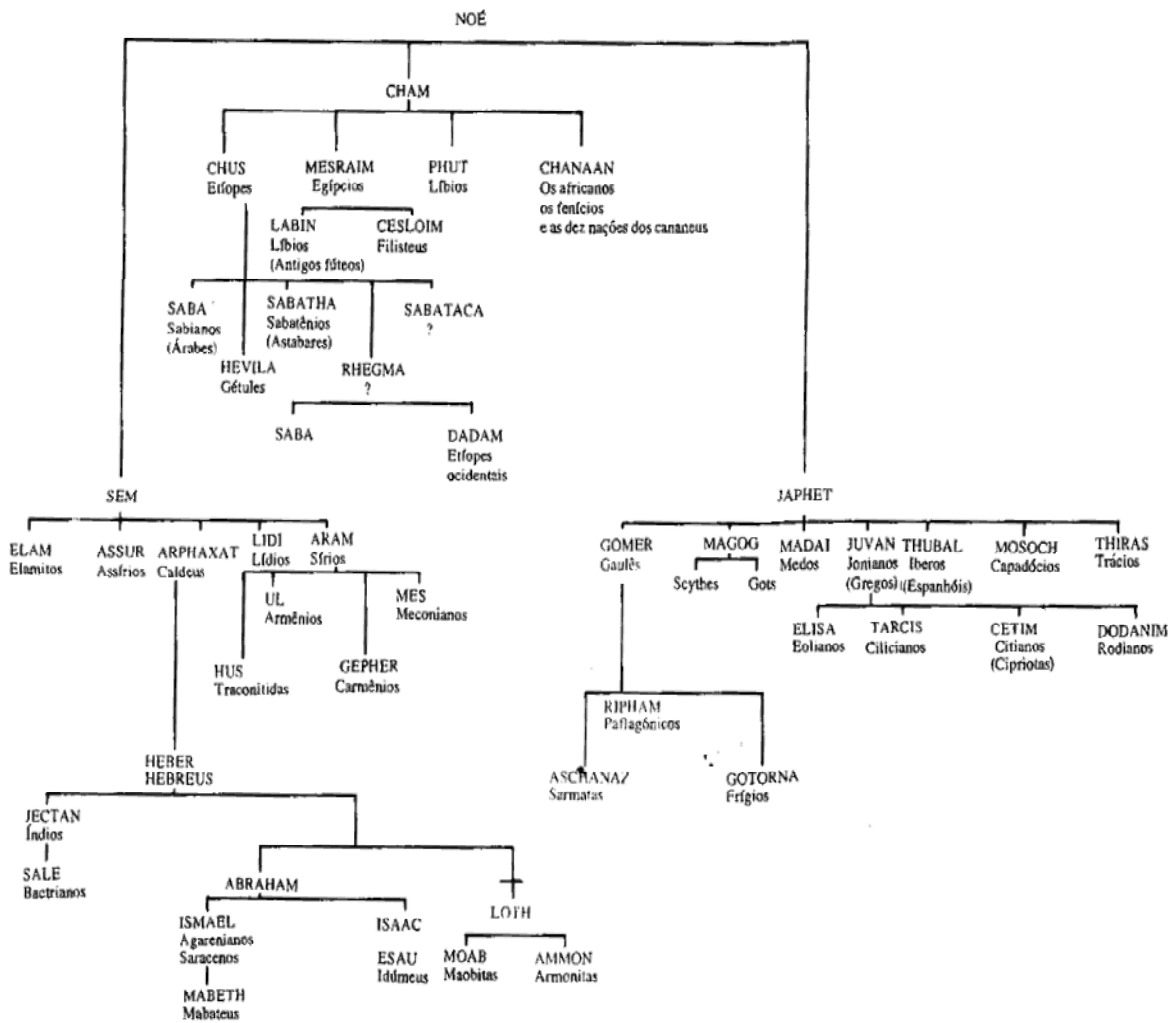 NOÉ
CHAM
CHUS
Etíopes
MESRAIM
Egípcios
PHUT
Líbios
CHANAAN
Os africanos
os fenícios
e as dez nações dos cananeus
LABIN
Líbios
(Antigos fúteos)
CESLOIM
Filisteus
SABA
Sabianos
(Árabes)
SABATHA
Sabatênios
(Astabares)
SABATACA
?
HEVILA
Gétules
RHEGMA
?
SABA
DADAM
Etíopes
ocidentais
SEM
ELAM
Elamitos
ASSUR
Assírios
ARPHAXAT
Caldeus
LIDI
Lídios
ARAM
Sírios
UL
Armênios
MES
Meconianos
HUS
Traconítidas
GEPHER
Carmênios
HEBER
HEBREUS
JECTAN
Índios
SALE
Bactrianos
ABRAHAM
ISMAEL
Agarenianos
Saracenos
MABETH
Mabateus
ISAAC
ESAU
Idúmeus
LOTH
MOAB
Maobitas
AMMON
Armonitas
JAPHET
GOMER
Gaulês
MAGOG
Scythes
Gots
MADAI
Medos
JUVAN
Jonianos
(Gregos)
THUBAL
Iberos
(Espanhóis)
MOSOCH
Capadócios
THIRAS
Trácios
ELISA
Eolianos
TARCIS
Cilicianos
CETIM
Citianos
(Cipriotas)
DODANIM
Rodianos
RIPHAM
Paflagónicos
ASCHANAZ
Sarmatas
GOTORNA
Frígios